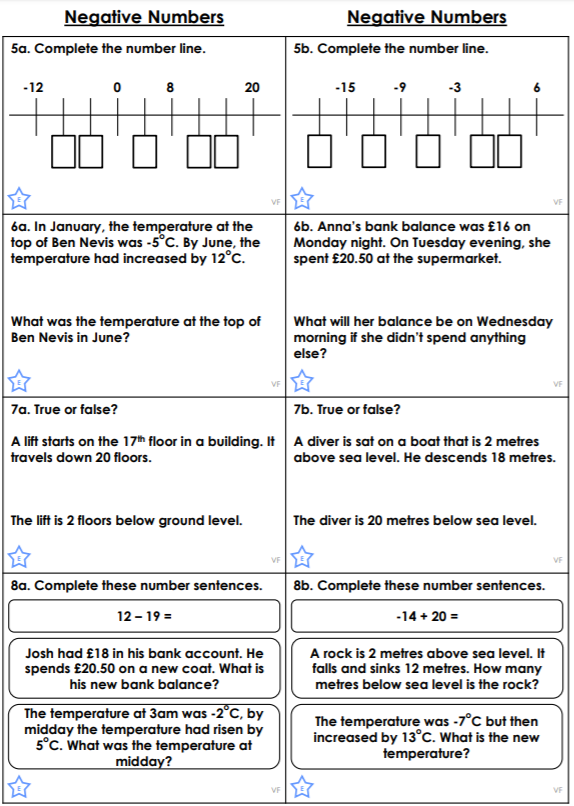 Negative Numbers
5a. Complete the number line.
-12 0 8 20
E
VF
6a. In January, the temperature at the
top of Ben Nevis was -5°C. By June, the
temperature had increased by 12°C.
What was the temperature at the top of
Ben Nevis in June?
E
VF
7a. True or false?
A lift starts on the 17th floor in a building. It
travels down 20 floors.
The lift is 2 floors below ground level.
E
VF
8a. Complete these number sentences.
12 – 19 =
Josh had £18 in his bank account. He
spends £20.50 on a new coat. What is
his new bank balance?
The temperature at 3am was -2°C, by
midday the temperature had risen by
5°C. What was the temperature at
midday?
E
VF
Negative Numbers
5b. Complete the number line.
-15 -9 -3 6
E
VF
6b. Anna's bank balance was £16 on
Monday night. On Tuesday evening, she
spent £20.50 at the supermarket.
What will her balance be on Wednesday
morning if she didn't spend anything
else?
E
VF
7b. True or false?
A diver is sat on a boat that is 2 metres
above sea level. He descends 18 metres.
The diver is 20 metres below sea level.
E
VF
8b. Complete these number sentences.
-14 + 20 =
A rock is 2 metres above sea level. It
falls and sinks 12 metres. How many
metres below sea level is the rock?
The temperature was -7°C but then
increased by 13°C. What is the new
temperature?
E
VF